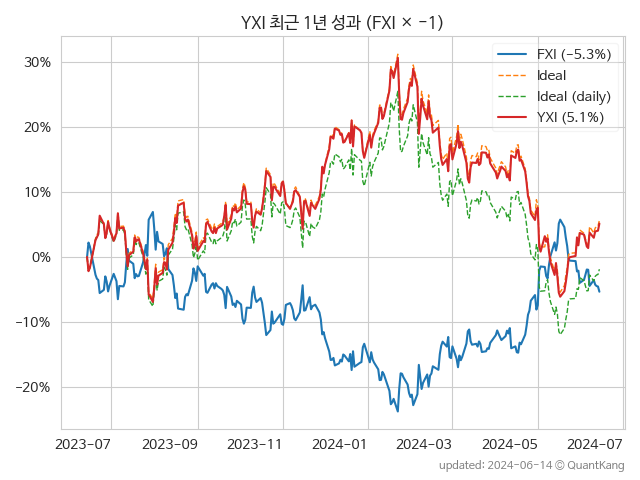 YXI 최근 1년 성과 (FXI × -1)
FXI (-5.3%)
Ideal
Ideal (daily)
YXI (5.1%)
30%
20%
10%
0%
-10%
-20%
2023-07 2023-09 2023-11 2024-01 2024-03 2024-05 2024-07
updated: 2024-06-14 © QuantKang